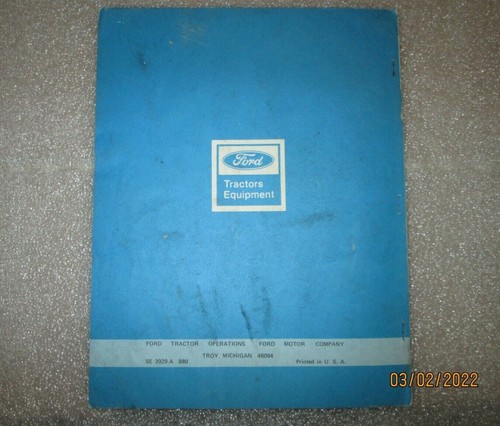 Ford
Tractors
Equipment
FORD TRACTOR OPERATIONS FORD MOTOR COMPANY
SE 3929 A 880 TROY, MICHIGAN 48084 Printed in U. S. A.
03/02/2022